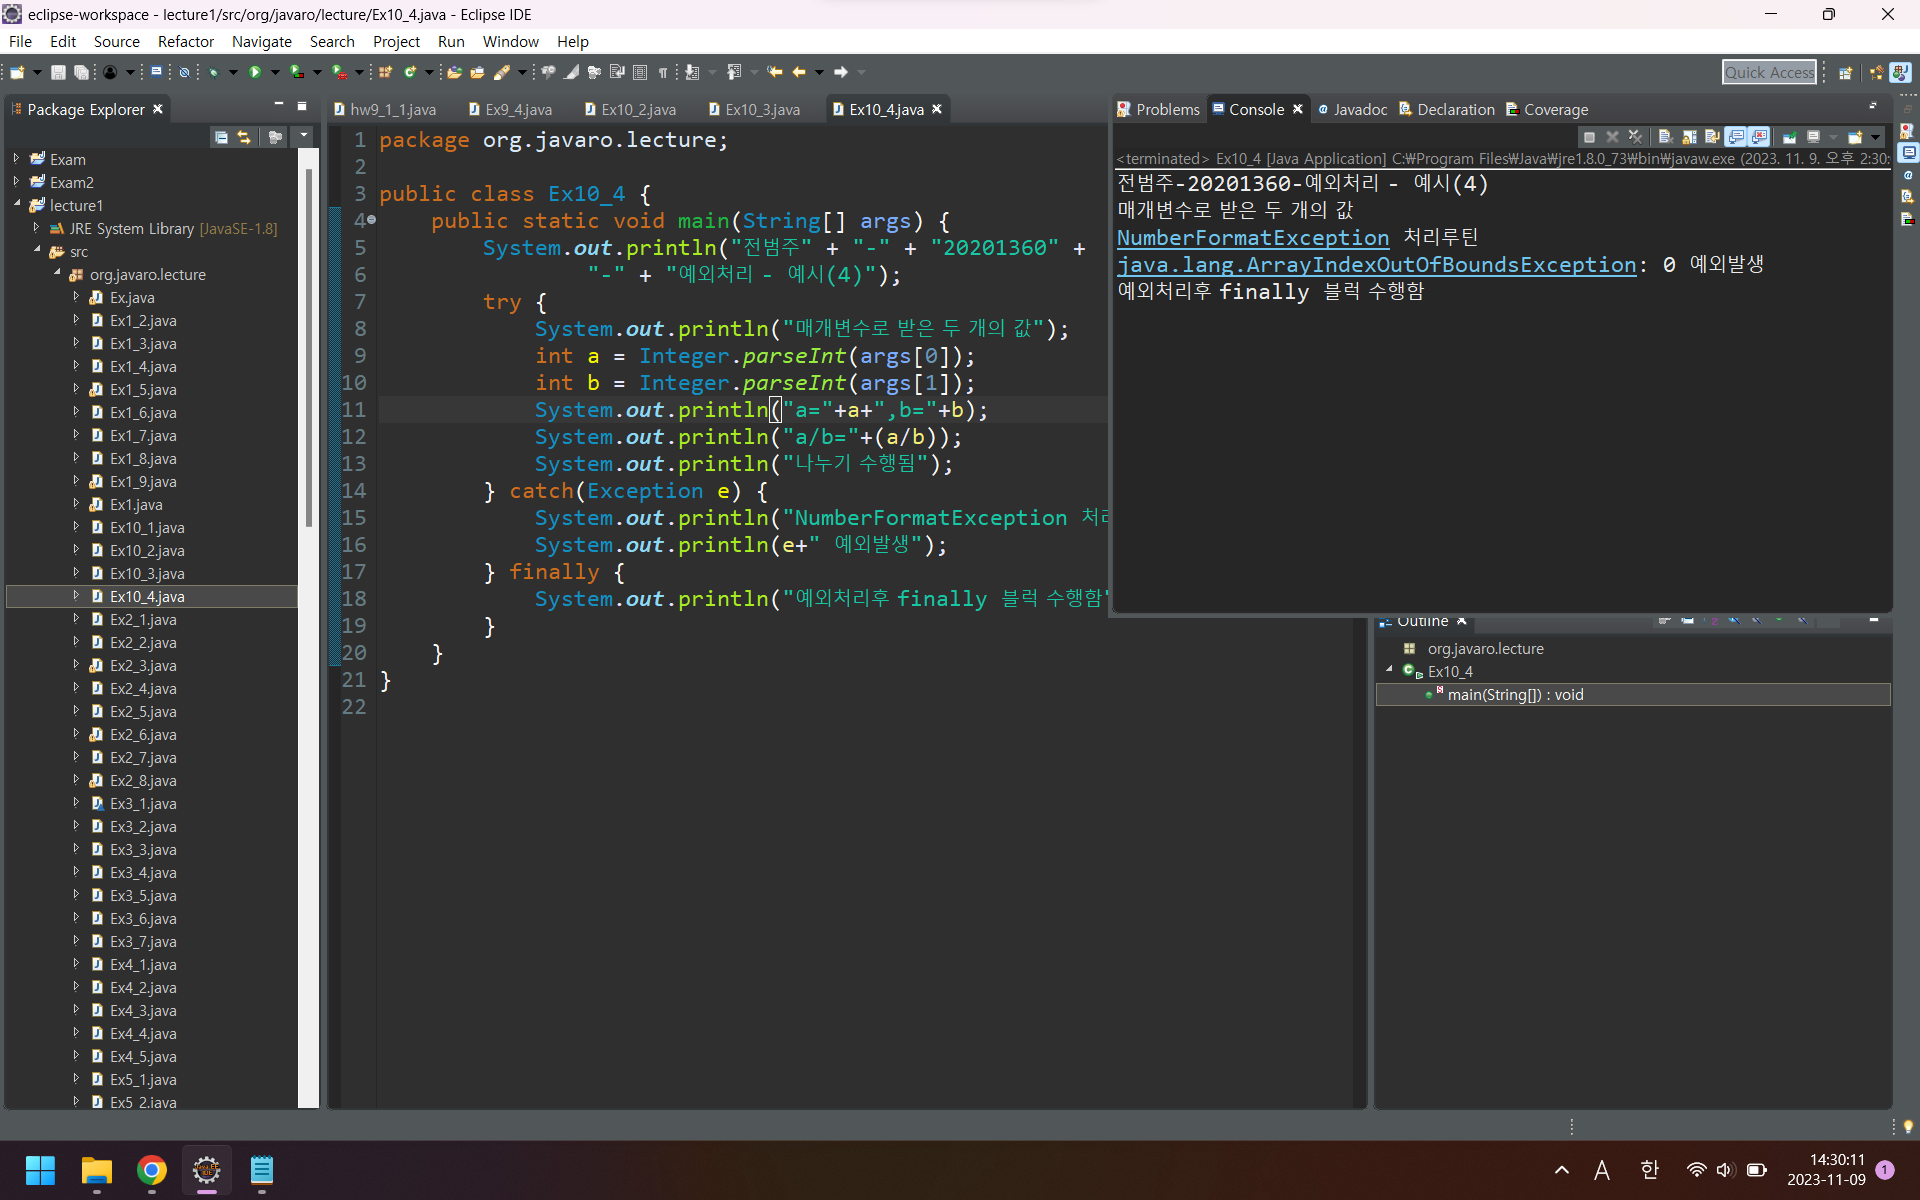 eclipse-workspace - lecture1/src/org/javaro/lecture/Ex10_4.java - Eclipse IDE
File Edit Source Refactor Navigate Search Project Run Window Help
Quick Access
Package Explorer
Exam
Exam2
lecture1
JRE System Library [JavaSE-1.8]
src
org.javaro.lecture
Ex.java
Ex1_2.java
Ex1_3.java
Ex1_4.java
Ex1_5.java
Ex1_6.java
Ex1_7.java
Ex1_8.java
Ex1_9.java
Ex1.java
Ex10_1.java
Ex10_2.java
Ex10_3.java
Ex10_4.java
Ex2_1.java
Ex2_2.java
Ex2_3.java
Ex2_4.java
Ex2_5.java
Ex2_6.java
Ex2_7.java
Ex2_8.java
Ex3_1.java
Ex3_2.java
Ex3_3.java
Ex3_4.java
Ex3_5.java
Ex3_6.java
Ex3_7.java
Ex4_1.java
Ex4_2.java
Ex4_3.java
Ex4_4.java
Ex4_5.java
Ex5_1.java
Ex5_2.java
hw9_1_1.java Ex9_4.java Ex10_2.java Ex10_3.java Ex10_4.java
1 package org.javaro.lecture;
2
3 public class Ex10_4 {
4 public static void main(String[] args) {
5 System.out.println("전범주" + "-" + "20201360" +
6 "-" + "예외처리 - 예시(4)");
7 try {
8 System.out.println("매개변수로 받은 두 개의 값");
9 int a = Integer.parseInt(args[0]);
10 int b = Integer.parseInt(args[1]);
11 System.out.println("a="+a+",b="+b);
12 System.out.println("a/b="+(a/b));
13 System.out.println("나누기 수행됨");
14 } catch(Exception e) {
15 System.out.println("NumberFormatException 처리
16 System.out.println(e+" 예외발생");
17 } finally {
18 System.out.println("예외처리후 finally 블럭 수행함"
19 }
20 }
21 }
22
Problems Console Javadoc Declaration Coverage
<terminated> Ex10_4 [Java Application] C:₩Program Files₩Java₩jre1.8.0_73₩bin₩javaw.exe (2023. 11. 9. 오후 2:30:
전범주-20201360-예외처리 - 예시(4)
매개변수로 받은 두 개의 값
NumberFormatException 처리루틴
java.lang.ArrayIndexOutOfBoundsException: 0 예외발생
예외처리후 finally 블럭 수행함
Outline
org.javaro.lecture
Ex10_4
main(String[]) : void
A 한
14:30:11
2023-11-09
1